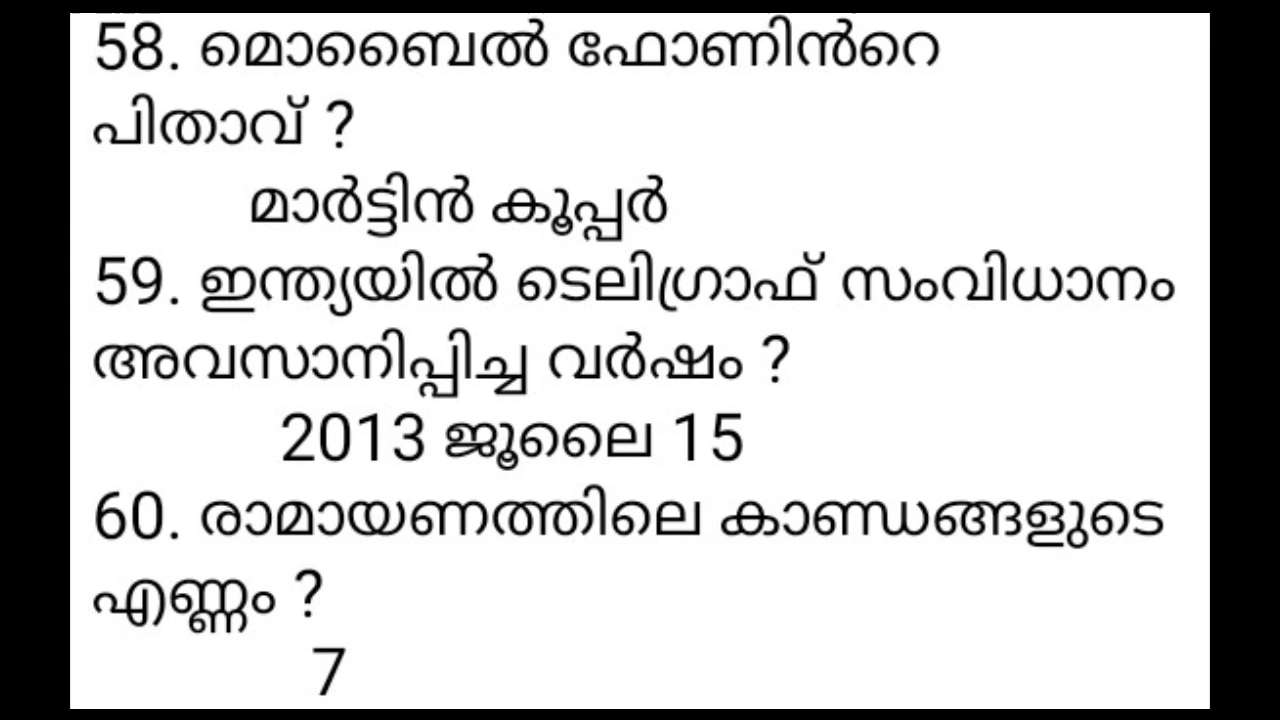 58. മൊബൈൽ ഫോണിൻറെ
പിതാവ് ?
മാർട്ടിൻ കൂപ്പർ
59. ഇന്ത്യയിൽ ടെലിഗ്രാഫ് സംവിധാനം
അവസാനിപ്പിച്ച വർഷം ?
2013 ജൂലൈ 15
60. രാമായണത്തിലെ കാണ്ഡങ്ങളുടെ
എണ്ണം ?
7